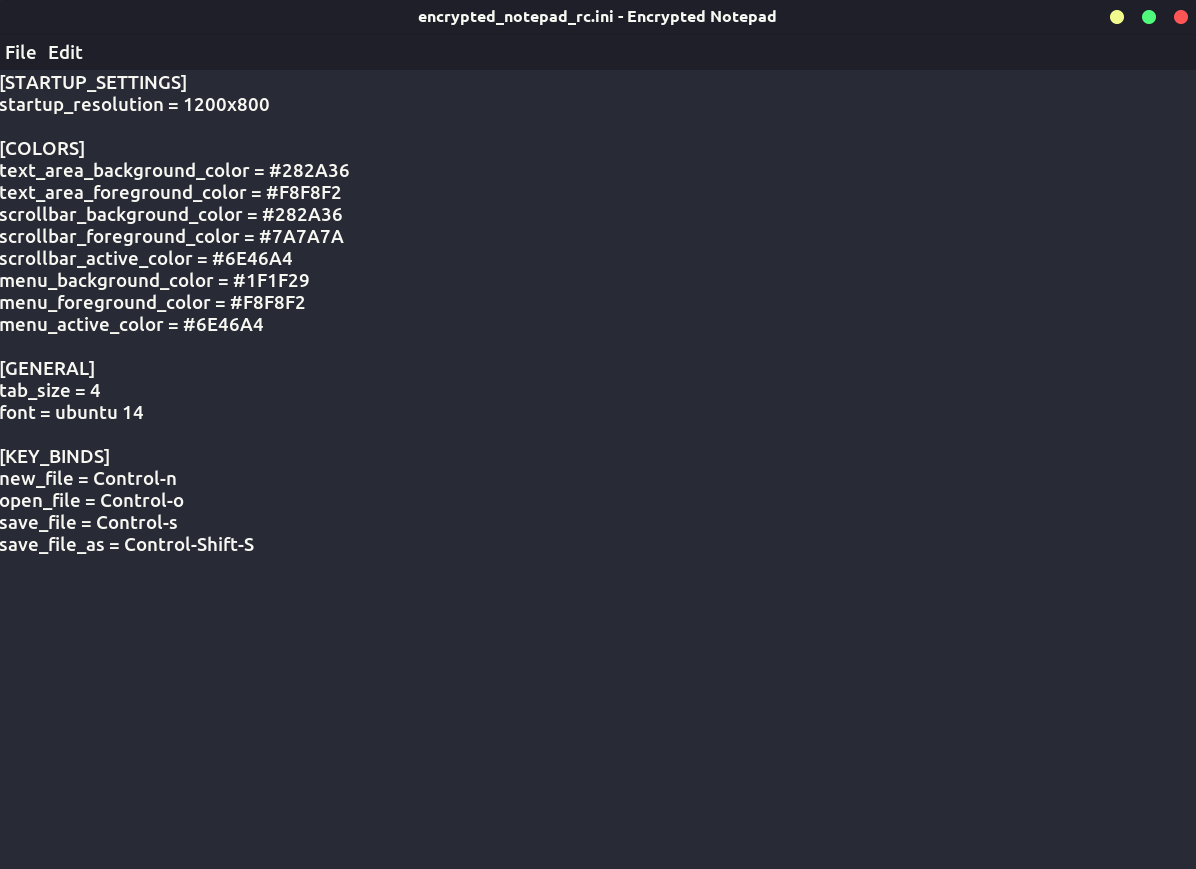 encrypted_notepad_rc.ini - Encrypted Notepad
File Edit
[STARTUP_SETTINGS]
startup_resolution = 1200x800
[COLORS]
text_area_background_color = #282A36
text_area_foreground_color = #F8F8F2
scrollbar_background_color = #282A36
scrollbar_foreground_color = #7A7A7A
scrollbar_active_color = #6E46A4
menu_background_color = #1F1F29
menu_foreground_color = #F8F8F2
menu_active_color = #6E46A4
[GENERAL]
tab_size = 4
font = ubuntu 14
[KEY_BINDS]
new_file = Control-n
open_file = Control-o
save_file = Control-s
save_file_as = Control-Shift-S